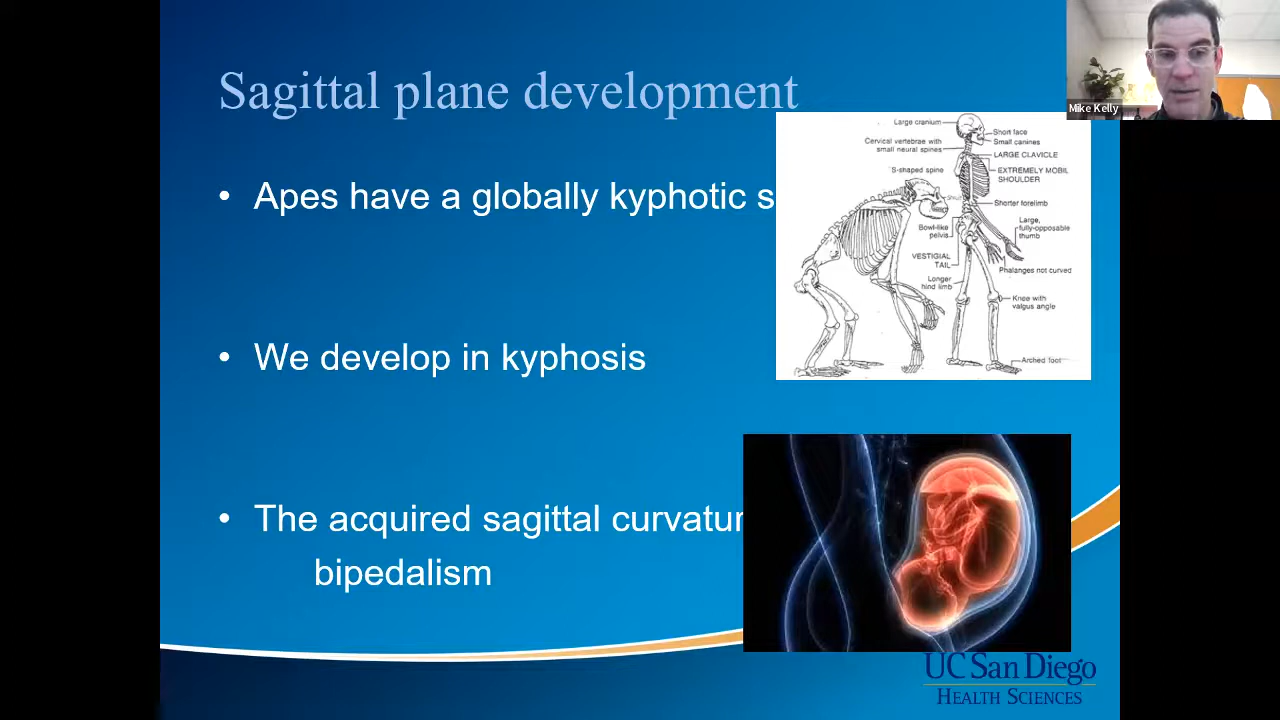 Sagittal plane development
Mike Kelly
• Apes have a globally kyphotic s
• We develop in kyphosis
• The acquired sagittal curvatur
bipedalism
Large cranium
Cervical vertebrae with
small neural spines
S-shaped spine
Bowl-like
pelvis
VESTIGIAL
TAIL
Longer
hind limb
Short face
Small canines
LARGE CLAVICLE
EXTREMELY MOBIL
SHOULDER
Shorter forelimb
Large,
fully-opposable
thumb
Phalanges not curved
Knee with
valgus angle
Arched foot
UC San Diego
HEALTH SCIENCES